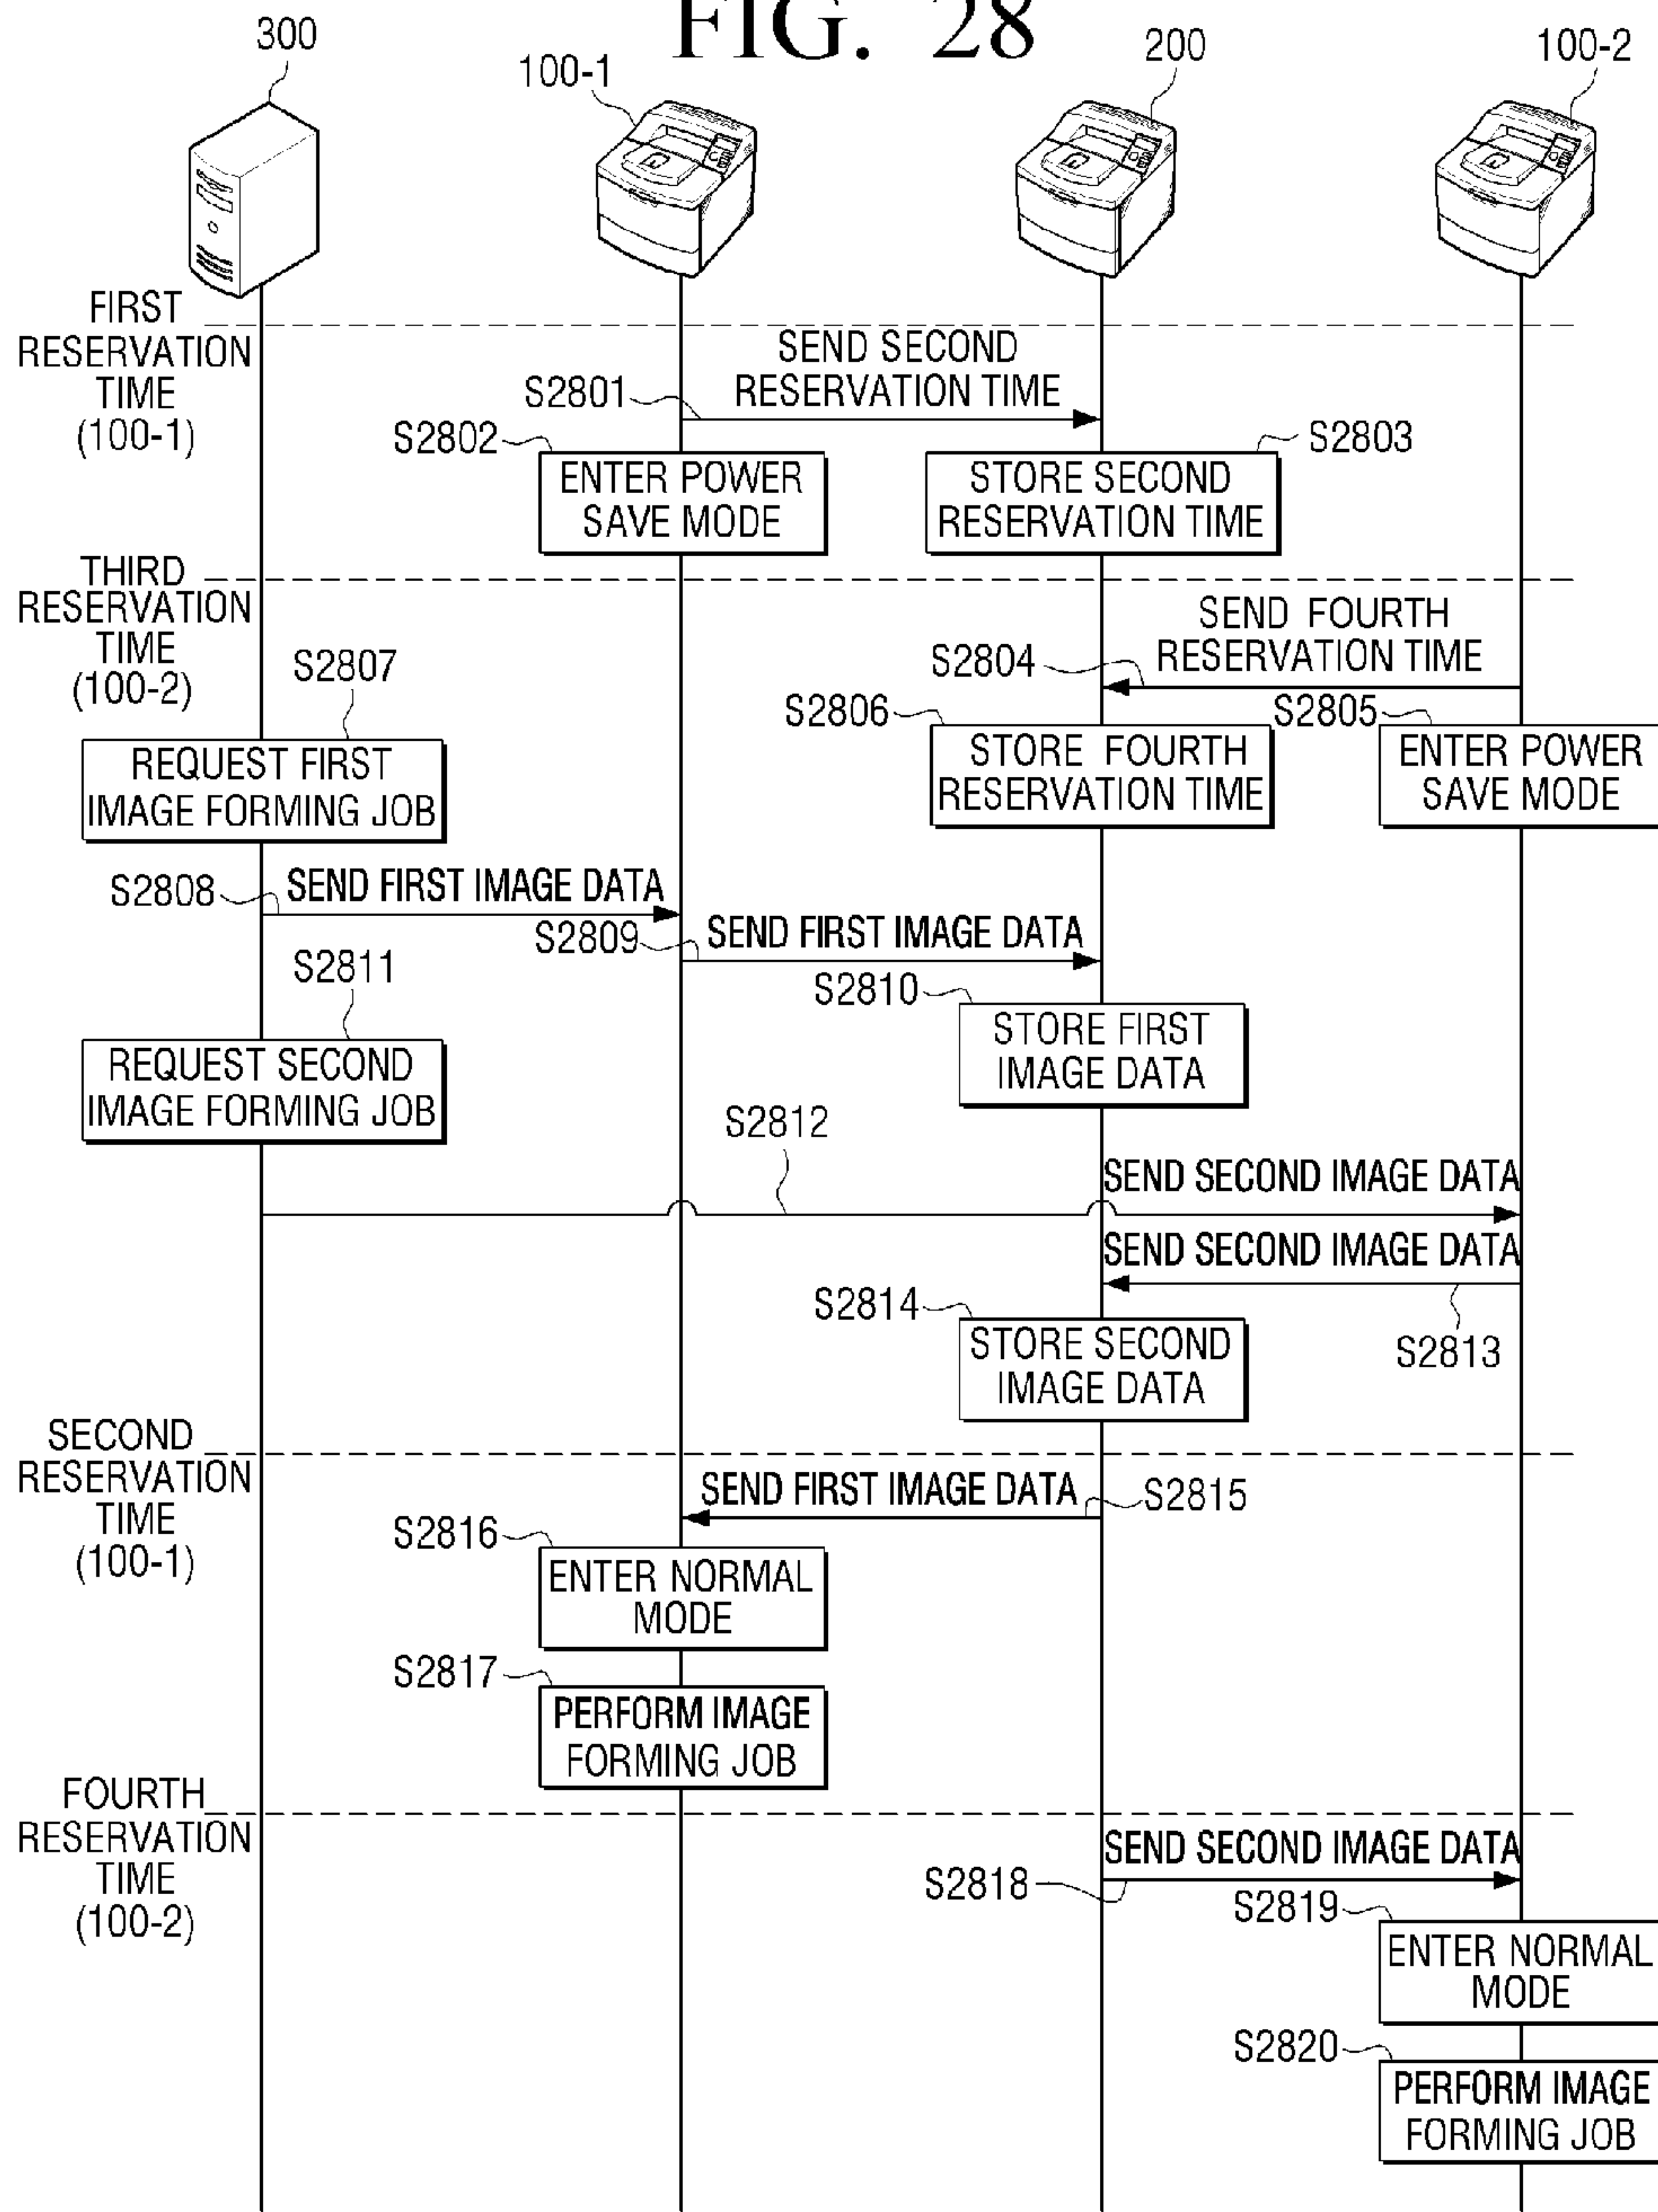 FIG. 28
300
100-1
200
100-2
FIRST
RESERVATION
TIME
(100-1)
SEND SECOND
RESERVATION TIME
S2801
S2802
S2803
ENTER POWER
SAVE MODE
STORE SECOND
RESERVATION TIME
THIRD
RESERVATION
TIME
(100-2)
SEND FOURTH
RESERVATION TIME
S2804
S2807
S2806
S2805
REQUEST FIRST
IMAGE FORMING JOB
STORE FOURTH
RESERVATION TIME
ENTER POWER
SAVE MODE
S2808
SEND FIRST IMAGE DATA
S2809
SEND FIRST IMAGE DATA
S2811
S2810
REQUEST SECOND
IMAGE FORMING JOB
STORE FIRST
IMAGE DATA
S2812
SEND SECOND IMAGE DATA
SEND SECOND IMAGE DATA
S2814
S2813
STORE SECOND
IMAGE DATA
SECOND
RESERVATION
TIME
(100-1)
SEND FIRST IMAGE DATA
S2815
S2816
ENTER NORMAL
MODE
S2817
PERFORM IMAGE
FORMING JOB
FOURTH
RESERVATION
TIME
(100-2)
SEND SECOND IMAGE DATA
S2818
S2819
ENTER NORMAL
MODE
S2820
PERFORM IMAGE
FORMING JOB